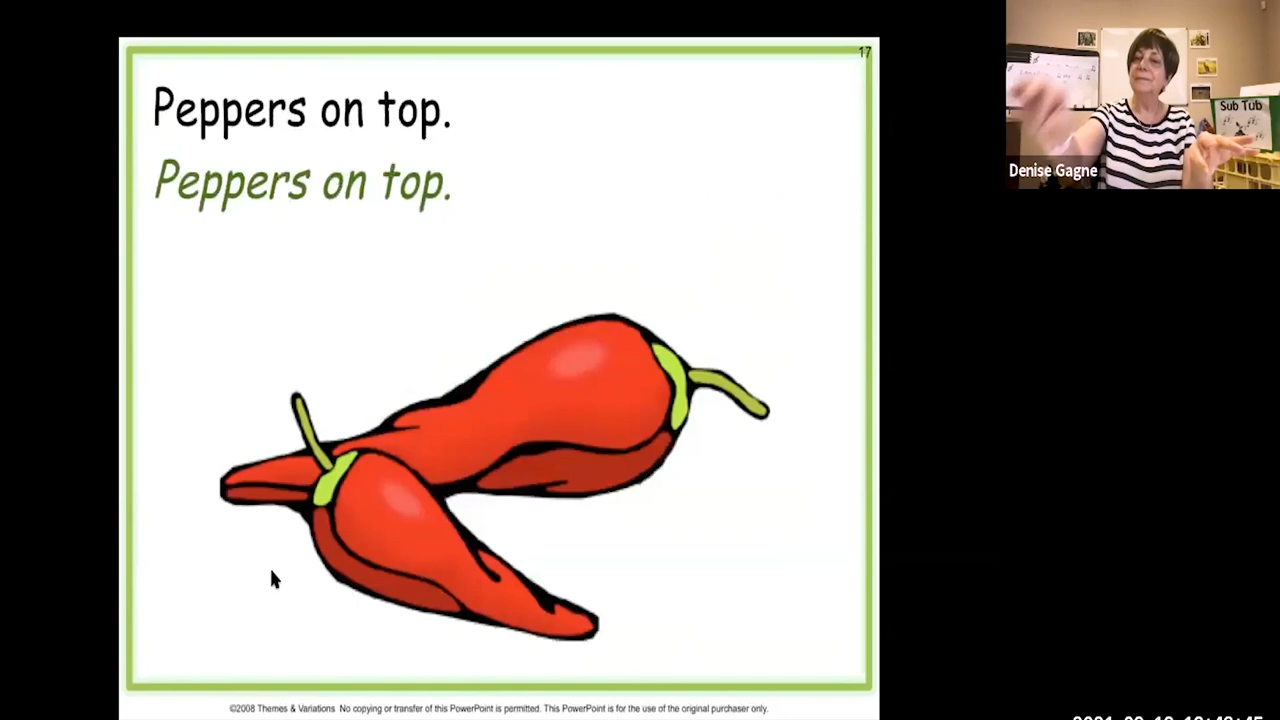 17
Peppers on top.
Peppers on top.
Sub Tub
Denise Gagne
©2008 Themes & Variations No copying or transfer of this PowerPoint is permitted. This PowerPoint is for the use of the original purchaser only.